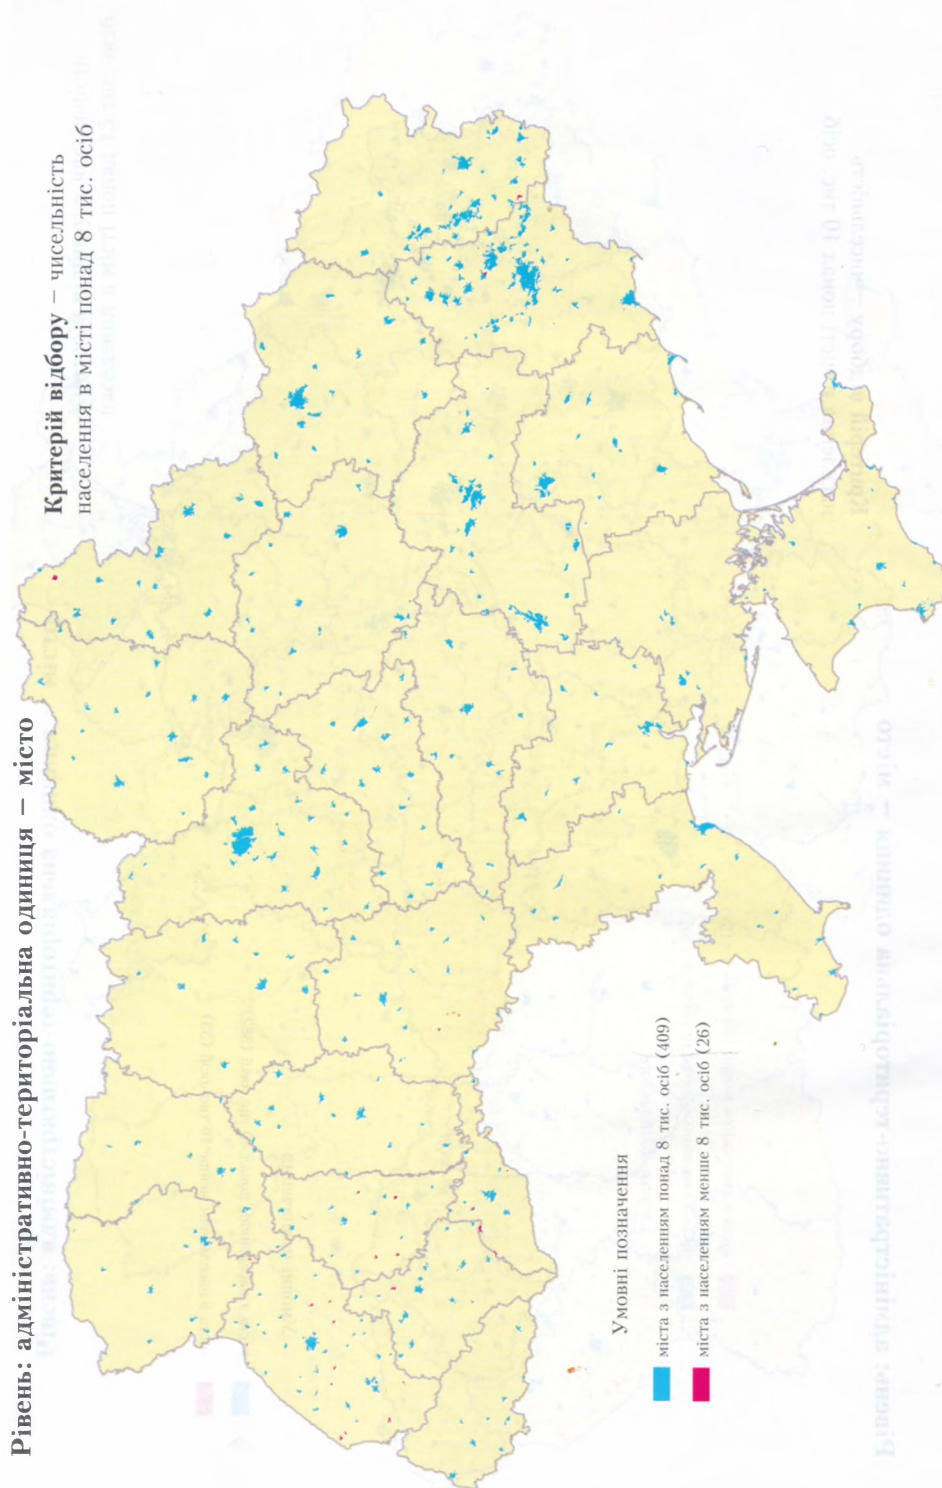 Рівень: адміністративно-територіальна одиниця – місто
Критерій відбору – чисельність
населення в місті понад 8 тис. осіб
Умовні позначення
міста з населенням понад 8 тис. осіб (409)
міста з населенням менше 8 тис. осіб (26)